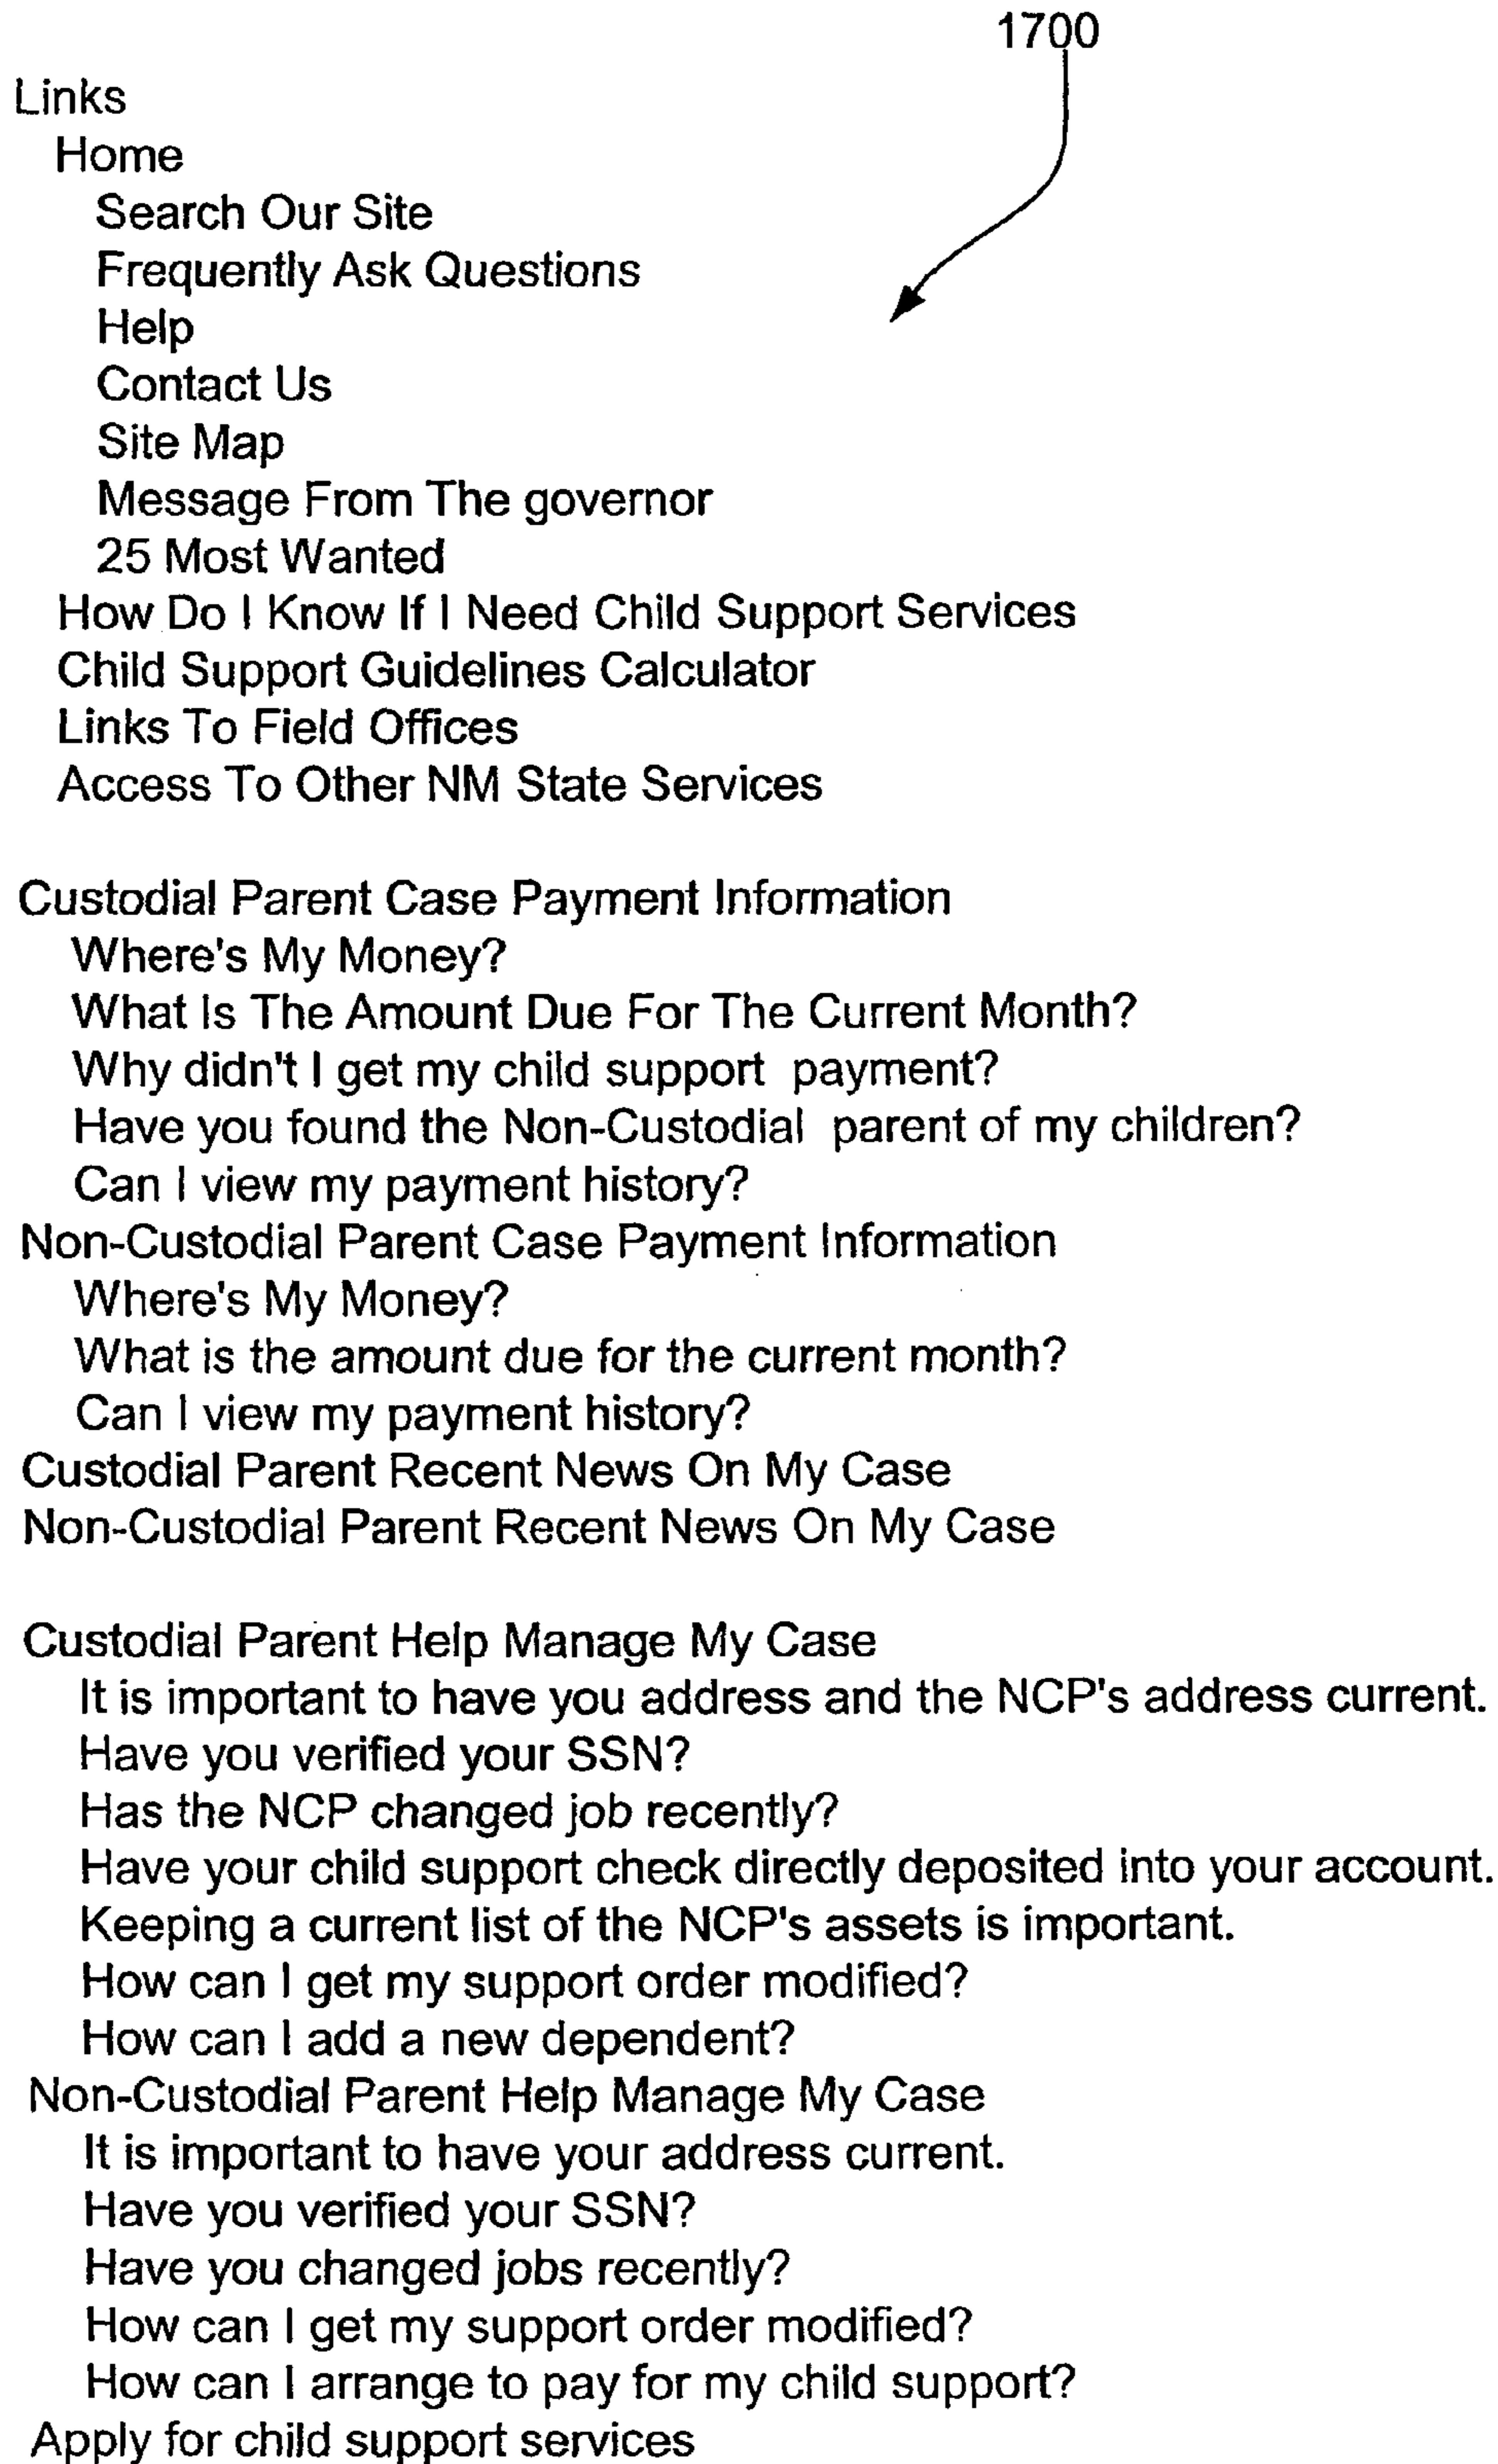 1700
Links
Home
Search Our Site
Frequently Ask Questions
Help
Contact Us
Site Map
Message From The governor
25 Most Wanted
How Do I Know If I Need Child Support Services
Child Support Guidelines Calculator
Links To Field Offices
Access To Other NM State Services
Custodial Parent Case Payment Information
Where's My Money?
What Is The Amount Due For The Current Month?
Why didn't I get my child support payment?
Have you found the Non-Custodial parent of my children?
Can I view my payment history?
Non-Custodial Parent Case Payment Information
Where's My Money?
What is the amount due for the current month?
Can I view my payment history?
Custodial Parent Recent News On My Case
Non-Custodial Parent Recent News On My Case
Custodial Parent Help Manage My Case
It is important to have you address and the NCP's address current.
Have you verified your SSN?
Has the NCP changed job recently?
Have your child support check directly deposited into your account.
Keeping a current list of the NCP's assets is important.
How can I get my support order modified?
How can I add a new dependent?
Non-Custodial Parent Help Manage My Case
It is important to have your address current.
Have you verified your SSN?
Have you changed jobs recently?
How can I get my support order modified?
How can I arrange to pay for my child support?
Apply for child support services